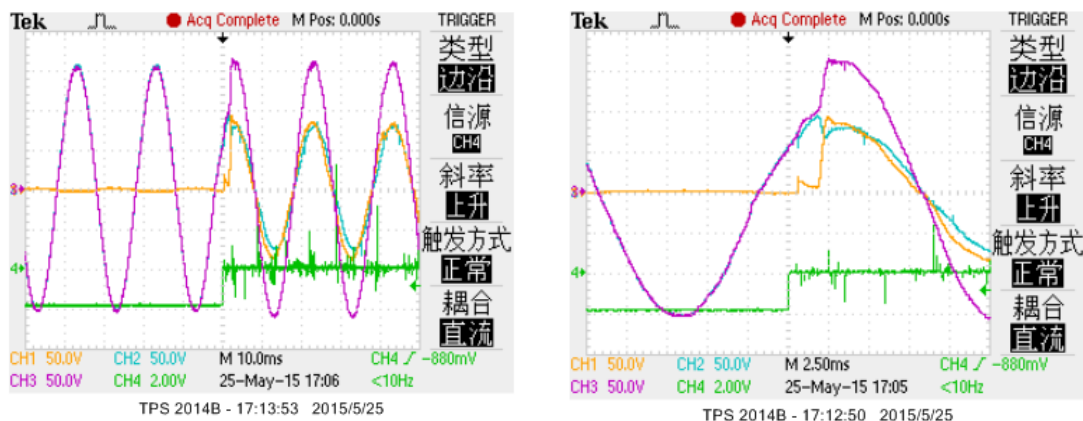 Tek
Acq Complete
M Pos: 0.000s
TRIGGER
类型
边沿
信源
CH4
斜率
上升
触发方式
正常
耦合
直流
3
4
CH1 50.0V
CH2 50.0V
M 10.0ms
CH4 ∫ -880mV
CH3 50.0V
CH4 2.00V
25-May-15 17:06
<10Hz
TPS 2014B - 17:13:53 2015/5/25
Tek
Acq Complete
M Pos: 0.000s
TRIGGER
类型
边沿
信源
CH4
斜率
上升
触发方式
正常
耦合
直流
3
4
CH1 50.0V
CH2 50.0V
M 2.50ms
CH4 ∫ -880mV
CH3 50.0V
CH4 2.00V
25-May-15 17:05
<10Hz
TPS 2014B - 17:12:50 2015/5/25